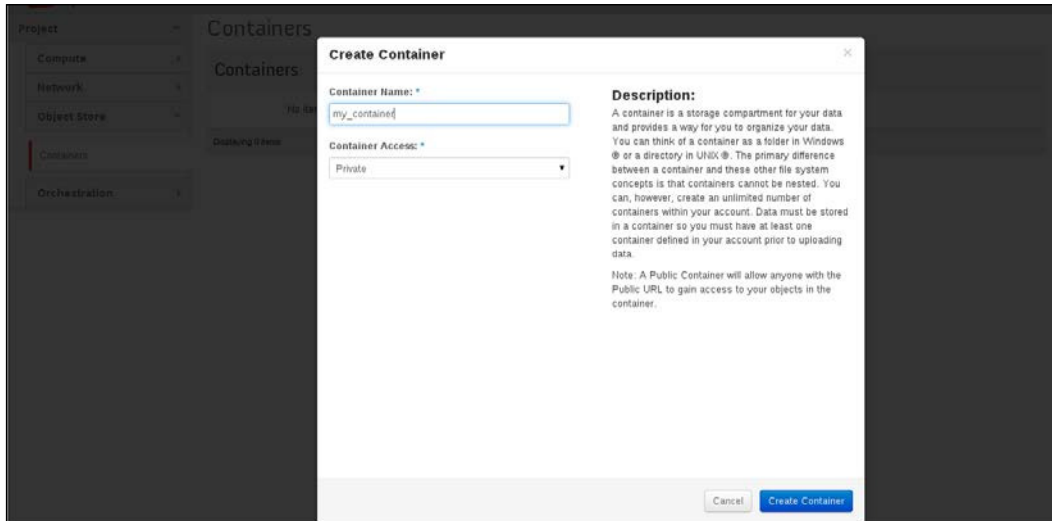 Project
Containers
Compute
Containers
Network
Object Store
Displaying 0 items
Containers
Orchestration
Create Container
×
Container Name: *
my_container
Container Access: *
Private
Description:
A container is a storage compartment for your data
and provides a way for you to organize your data.
You can think of a container as a folder in Windows
® or a directory in UNIX ®. The primary difference
between a container and these other file system
concepts is that containers cannot be nested. You
can, however, create an unlimited number of
containers within your account. Data must be stored
in a container so you must have at least one
container defined in your account prior to uploading
data.
Note: A Public Container will allow anyone with the
Public URL to gain access to your objects in the
container.
Cancel
Create Container